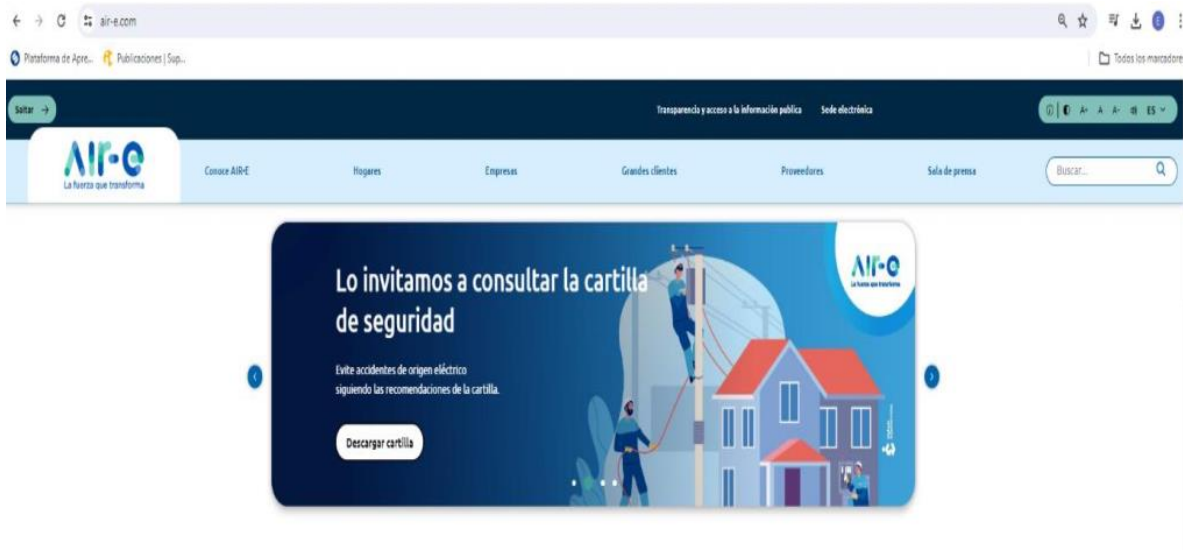 air-e.com
Plataforma de Apre... Publicaciones | Sup...
Todos los marcadores
Saltar →
Transparencia y acceso a la información publica Sede electrónica
A+ A A- ES
AIR-E
La fuerza que transforma
Conoce AIR-E Hogares Empresas Grandes clientes Proveedores Sala de prensa Buscar...
Lo invitamos a consultar la cartilla
de seguridad
AIR-E
La fuerza que transforma
Evite accidentes de origen eléctrico
siguiendo las recomendaciones de la cartilla.
Descargar cartilla